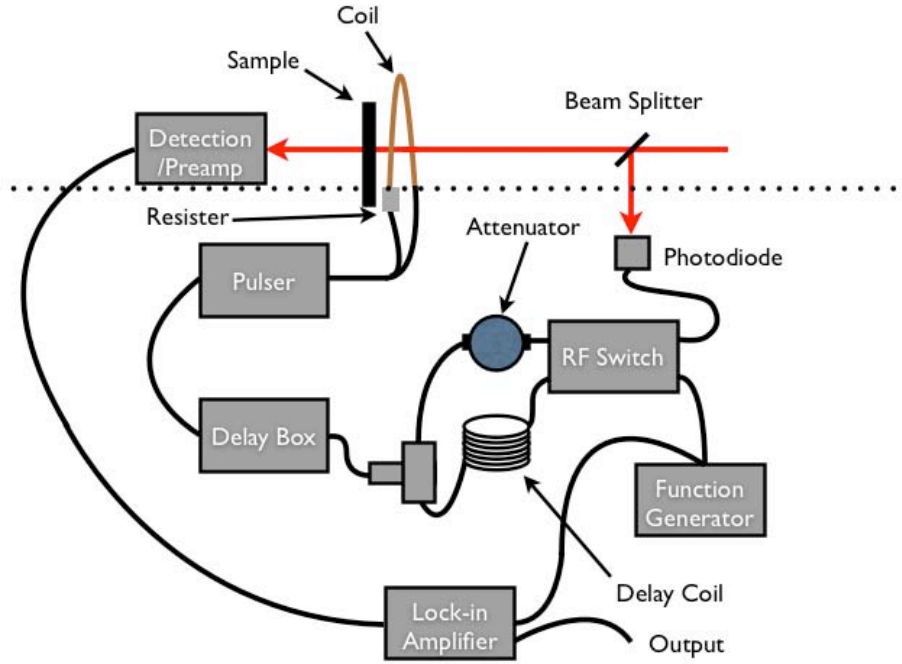 Coil
Sample
Beam Splitter
Detection
/Preamp
Resister
Attenuator
Photodiode
Pulser
RF Switch
Delay Box
Function
Generator
Delay Coil
Lock-in
Amplifier
Output